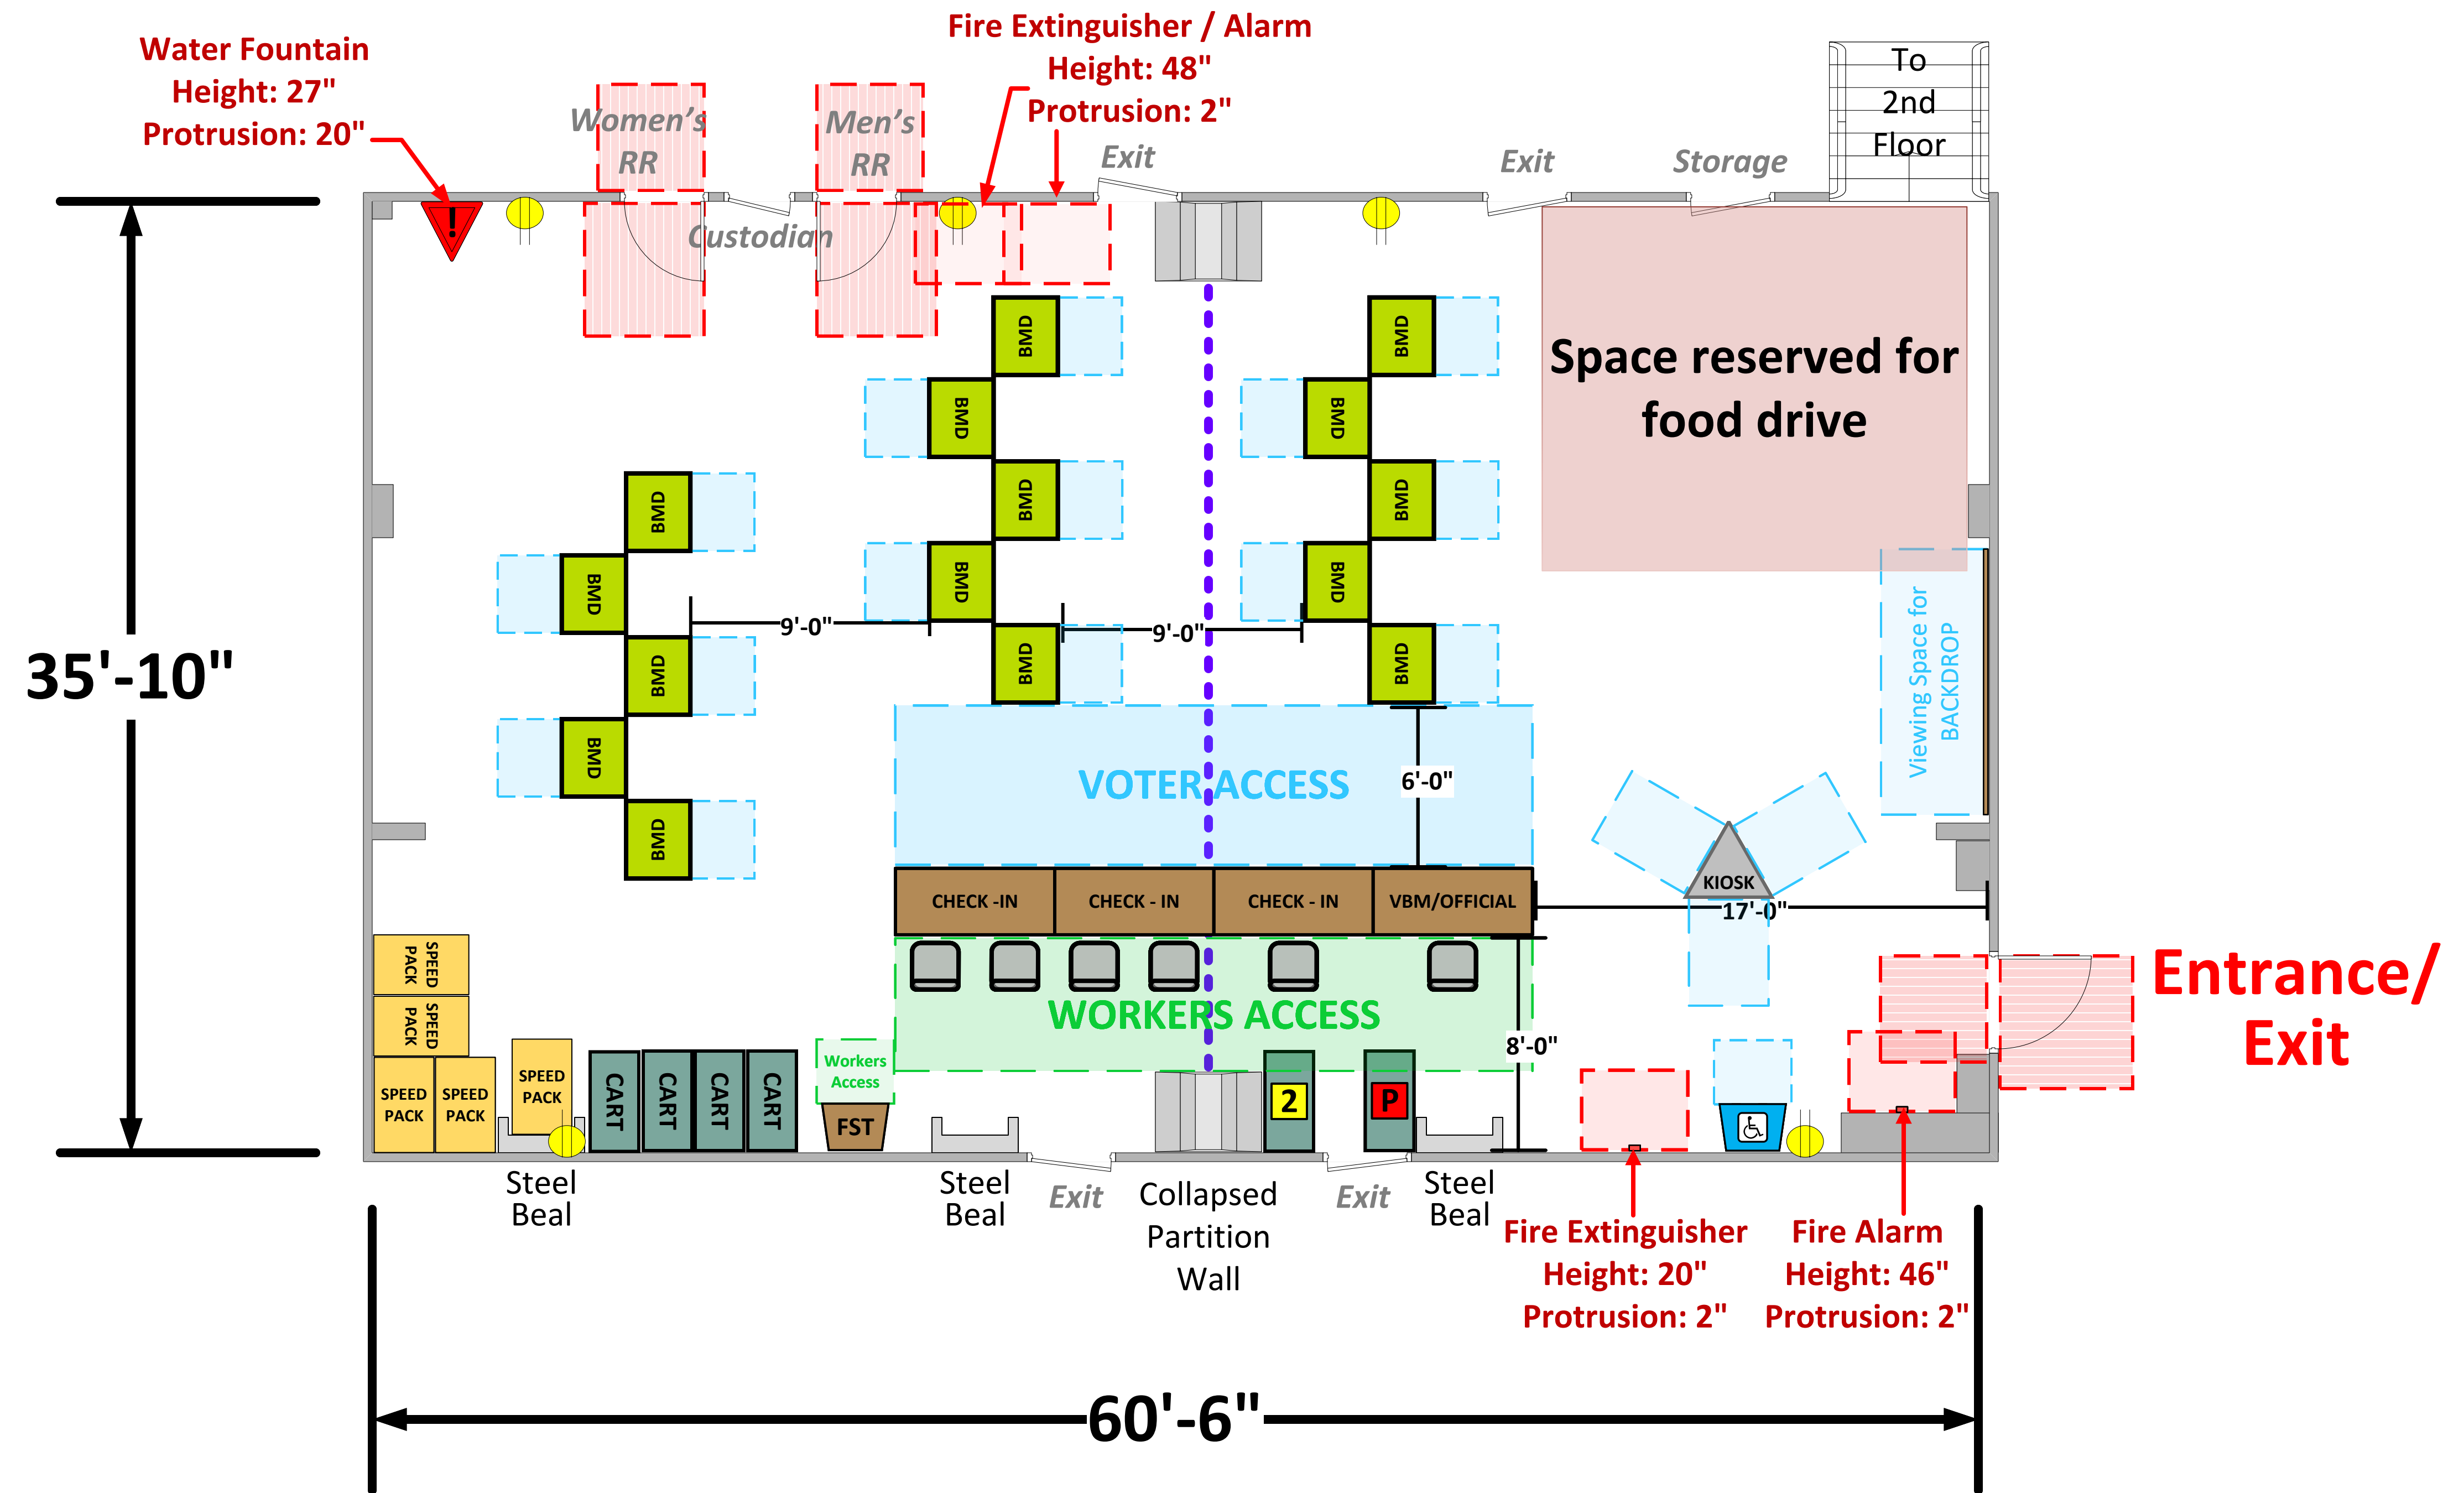 Water Fountain
Height: 27"
Protrusion: 20"
Fire Extinguisher / Alarm
Height: 48"
Protrusion: 2"
To
2nd
Floor
Women's
RR
Men's
RR
Exit
Exit
Storage
!
Custodian
BMD
BMD
Space reserved for
food drive
BMD
BMD
BMD
BMD
BMD
BMD
BMD
BMD
9'-0"
9'-0"
35'-10"
BMD
BMD
BMD
Viewing Space for
BACKDROP
BMD
BMD
VOTER ACCESS
6'-0"
KIOSK
CHECK -IN
CHECK - IN
CHECK - IN
VBM/OFFICIAL
17'-0"
SPEED
PACK
SPEED
PACK
WORKERS ACCESS
Entrance/
Exit
8'-0"
SPEED
PACK
SPEED
PACK
SPEED
PACK
CART
CART
CART
CART
Workers
Access
FST
2
P
Steel
Beal
Steel
Beal
Exit
Collapsed
Partition
Wall
Exit
Steel
Beal
Fire Extinguisher
Height: 20"
Protrusion: 2"
Fire Alarm
Height: 46"
Protrusion: 2"
60'-6"